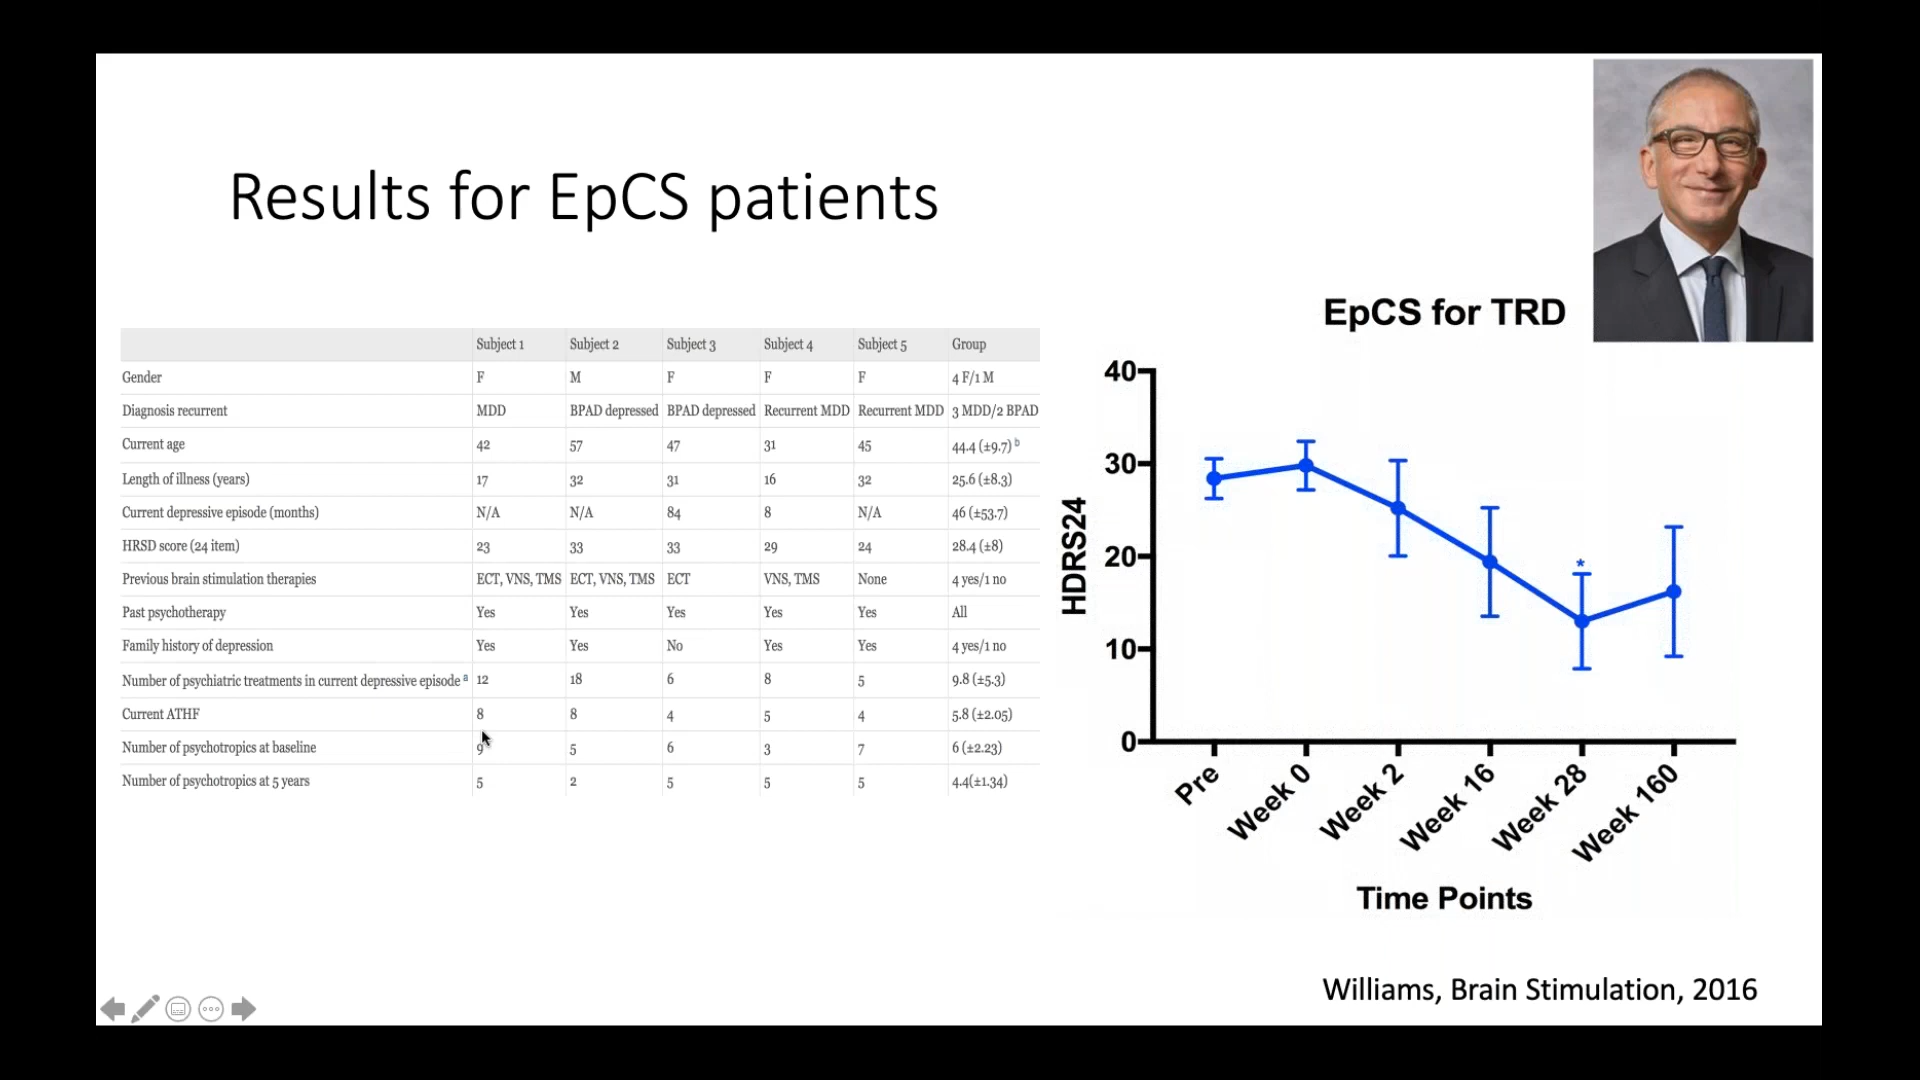 Results for EpCS patients
Subject 1 Subject 2 Subject 3 Subject 4 Subject 5 Group
Gender F M F F F 4 F/1 M
Diagnosis recurrent MDD BPAD depressed BPAD depressed Recurrent MDD Recurrent MDD 3 MDD/2 BPAD
Current age 42 57 47 31 45 44.4 (±9.7) b
Length of illness (years) 17 32 31 16 32 25.6 (±8.3)
Current depressive episode (months) N/A N/A 84 8 N/A 46 (±53.7)
HRSD score (24 item) 23 33 33 29 24 28.4 (±8)
Previous brain stimulation therapies ECT, VNS, TMS ECT, VNS, TMS ECT VNS, TMS None 4 yes/1 no
Past psychotherapy Yes Yes Yes Yes Yes All
Family history of depression Yes Yes No Yes Yes 4 yes/1 no
Number of psychiatric treatments in current depressive episode a 12 18 6 8 5 9.8 (±5.3)
Current ATHF 8 8 4 5 4 5.8 (±2.05)
Number of psychotropics at baseline 9 5 6 3 7 6 (±2.23)
Number of psychotropics at 5 years 5 2 5 5 5 4.4(±1.34)
EpCS for TRD
HDRS24
40
30
20
10
0
*
Pre
Week 0
Week 2
Week 16
Week 28
Week 160
Time Points
Williams, Brain Stimulation, 2016